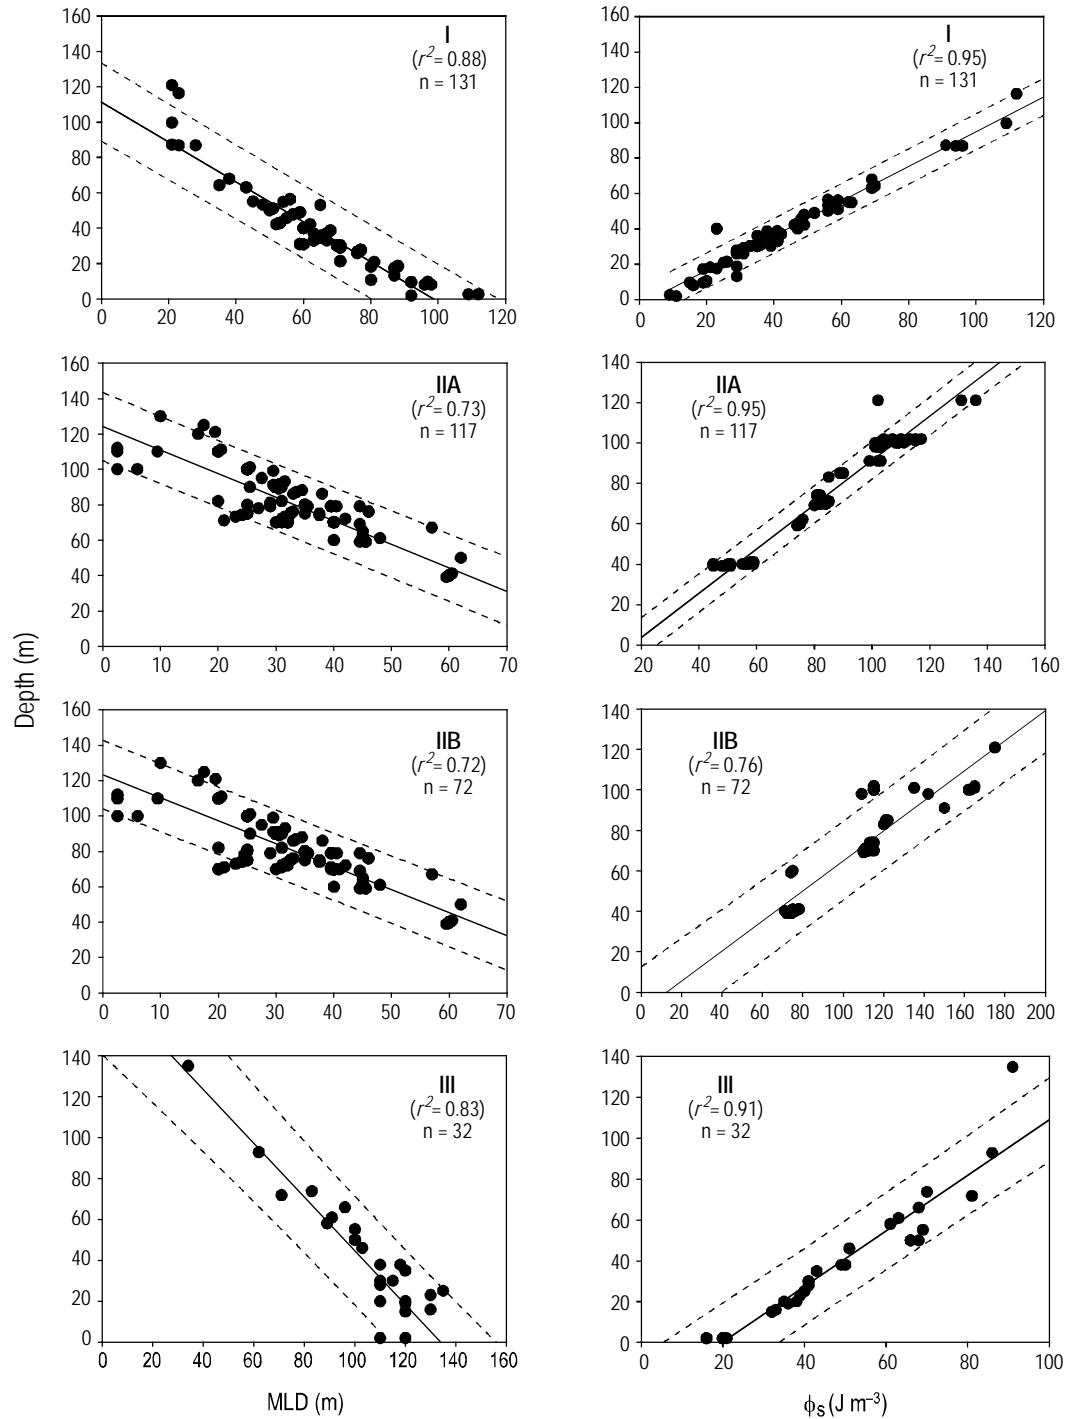 160
140
120
100
80
60
40
20
0
0 20 40 60 80 100 120
I
(r²= 0.88)
n = 131
160
140
120
100
80
60
40
20
0
0 20 40 60 80 100 120
I
(r²= 0.95)
n = 131
160
140
120
100
80
60
40
20
0
0 10 20 30 40 50 60 70
IIA
(r²= 0.73)
n = 117
140
120
100
80
60
40
20
0
20 40 60 80 100 120 140 160
IIA
(r²= 0.95)
n = 117
Depth (m)
160
140
120
100
80
60
40
20
0
0 10 20 30 40 50 60 70
IIB
(r²= 0.72)
n = 72
140
120
100
80
60
40
20
0
0 20 40 60 80 100 120 140 160 180 200
IIB
(r²= 0.76)
n = 72
140
120
100
80
60
40
20
0
0 20 40 60 80 100 120 140 160
III
(r²= 0.83)
n = 32
MLD (m)
140
120
100
80
60
40
20
0
0 20 40 60 80 100
III
(r²= 0.91)
n = 32
ϕs (J m⁻³)